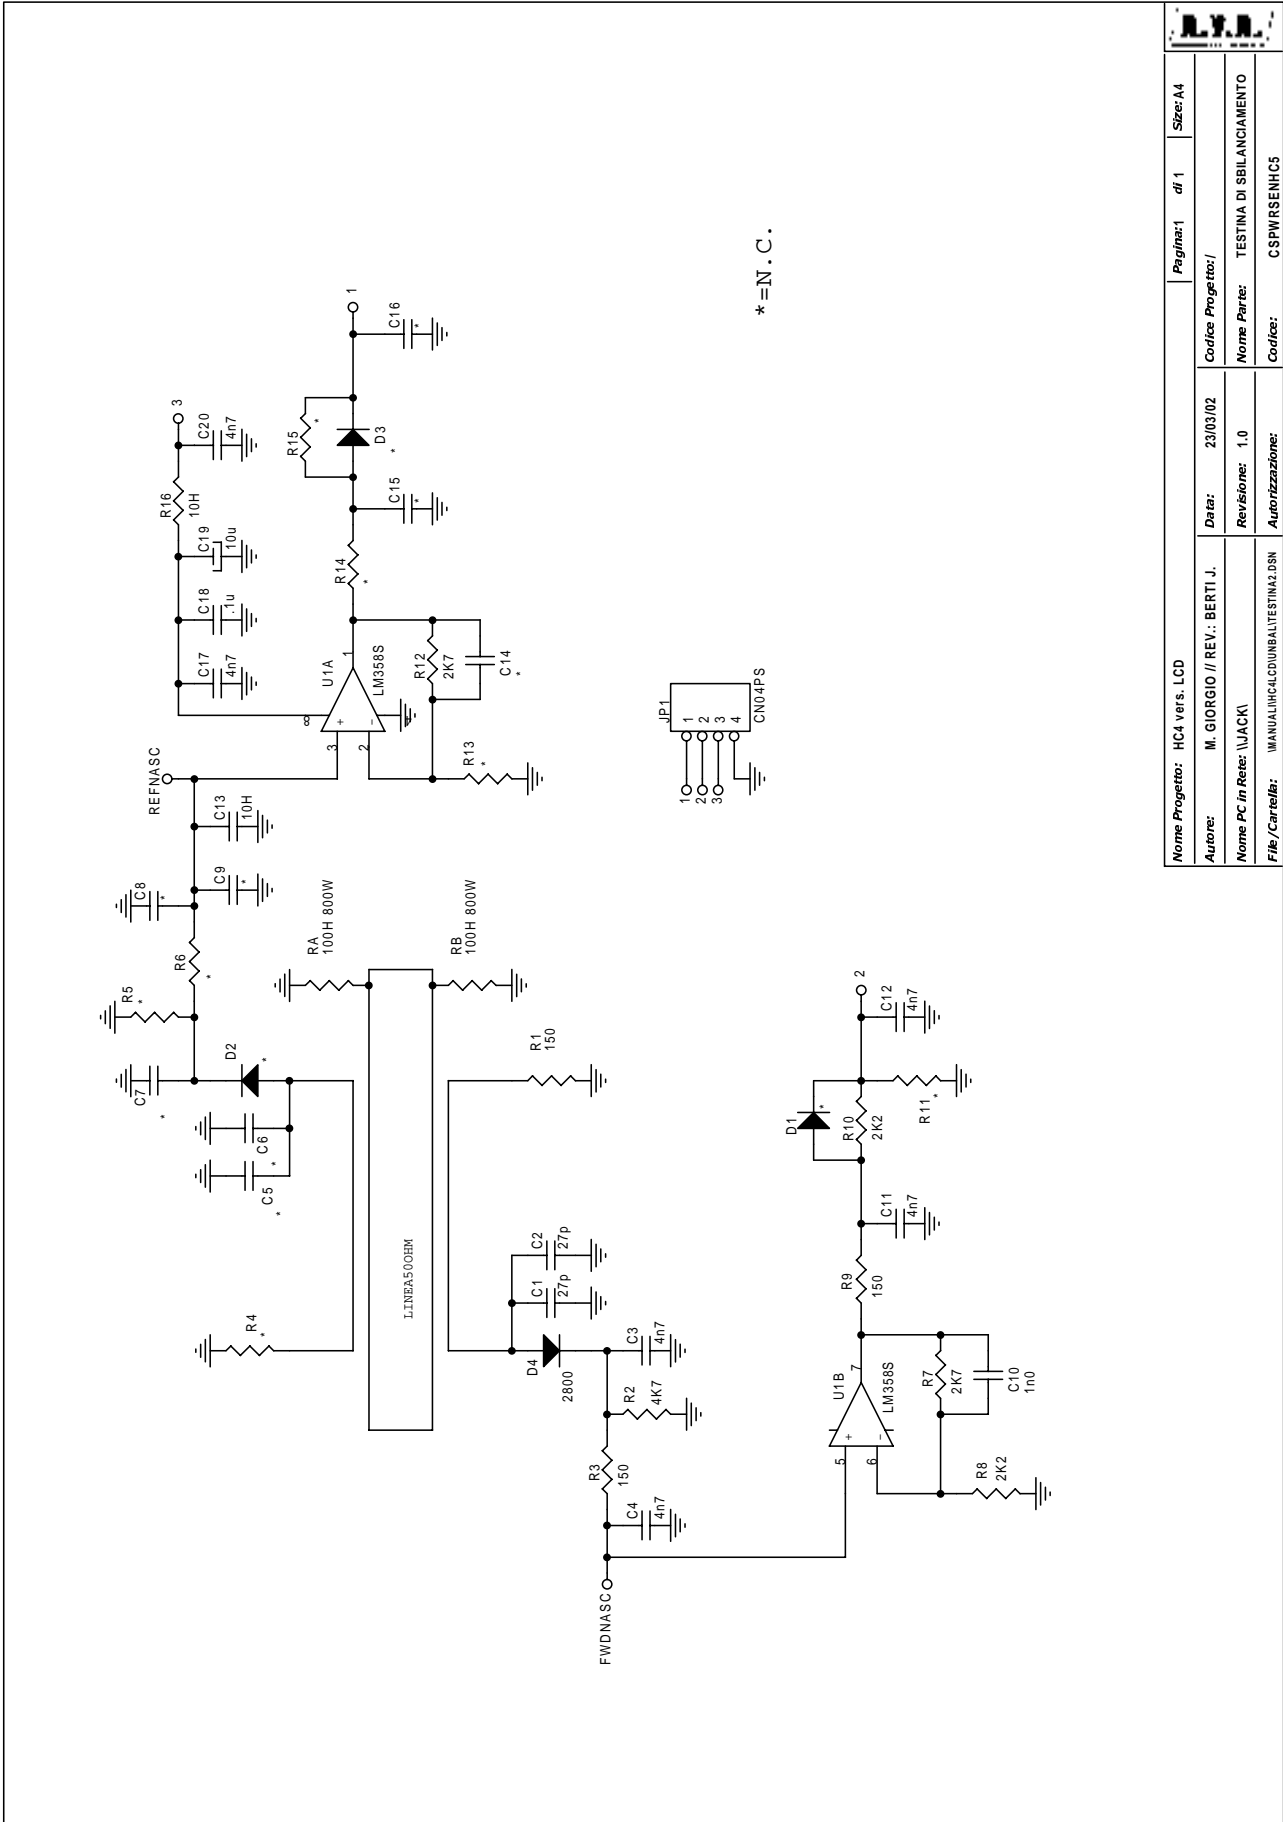 REFNASC
C8
*
C13
10H
C9
*
R6
*
R5
*
C7
*
D2
*
C6
*
C5
*
R4
*
RA
100H 800W
RB
100H 800W
LINEA50OHM
R1
150
C2
27p
C1
27p
D4
2800
C3
4n7
R2
4K7
R3
150
C4
4n7
FWDNASC
3
C20
4n7
R16
10H
C19
10u
C18
.1u
C17
4n7
8
U1A
LM358S
3
2
1
+
-
R12
2K7
C14
*
R13
*
R14
*
C15
*
R15
*
D3
*
C16
*
1
JP1
1
2
3
4
CN04PS
1
2
3
*=N.C.
U1B
LM358S
5
6
7
+
-
R7
2K7
C10
1n0
R8
2K2
R9
150
C11
4n7
D1
*
R10
2K2
R11
*
C12
4n7
2
R.V.R.
Nome Progetto: HC4 vers. LCD
Pagina:1 di 1
Size:A4
Autore: M. GIORGIO // REV.: BERTI J.
Data: 23/03/02
Codice Progetto:/
Nome PC in Rete: \\JACK\
Revisione: 1.0
Nome Parte: TESTINA DI SBILANCIAMENTO
File/Cartella: \MANUALI\HC4LCD\UNBAL\TESTINA2.DSN
Autorizzazione:
Codice: CSPWRSENHC5